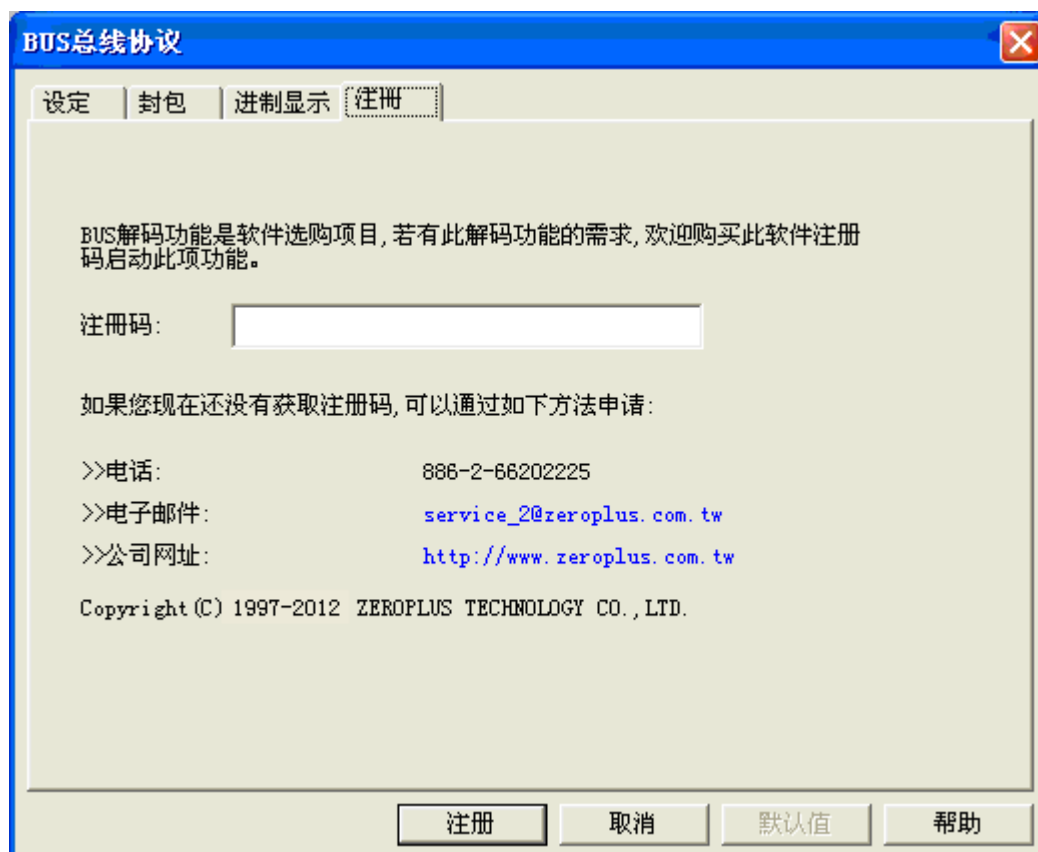 BUS总线协议
设定 封包 进制显示 注册
BUS解码功能是软件选购项目,若有此解码功能的需求,欢迎购买此软件注册
码启动此项功能。
注册码:
如果您现在还没有获取注册码,可以通过如下方法申请:
>>电话: 886-2-66202225
>>电子邮件: service_2@zeroplus.com.tw
>>公司网址: http://www.zeroplus.com.tw
Copyright(C) 1997-2012 ZEROPLUS TECHNOLOGY CO.,LTD.
注册 取消 默认值 帮助